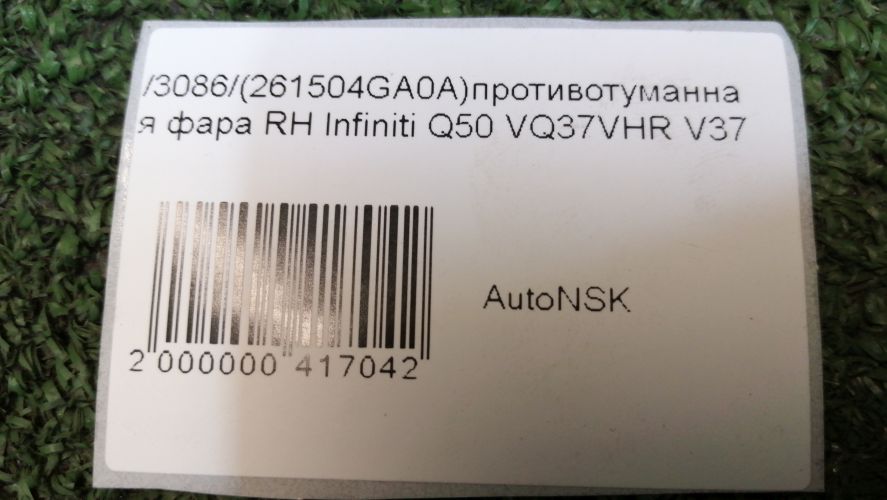 /3086/(261504GA0A)противотуманна
я фара RH Infiniti Q50 VQ37VHR V37
AutoNSK
2 000000 417042